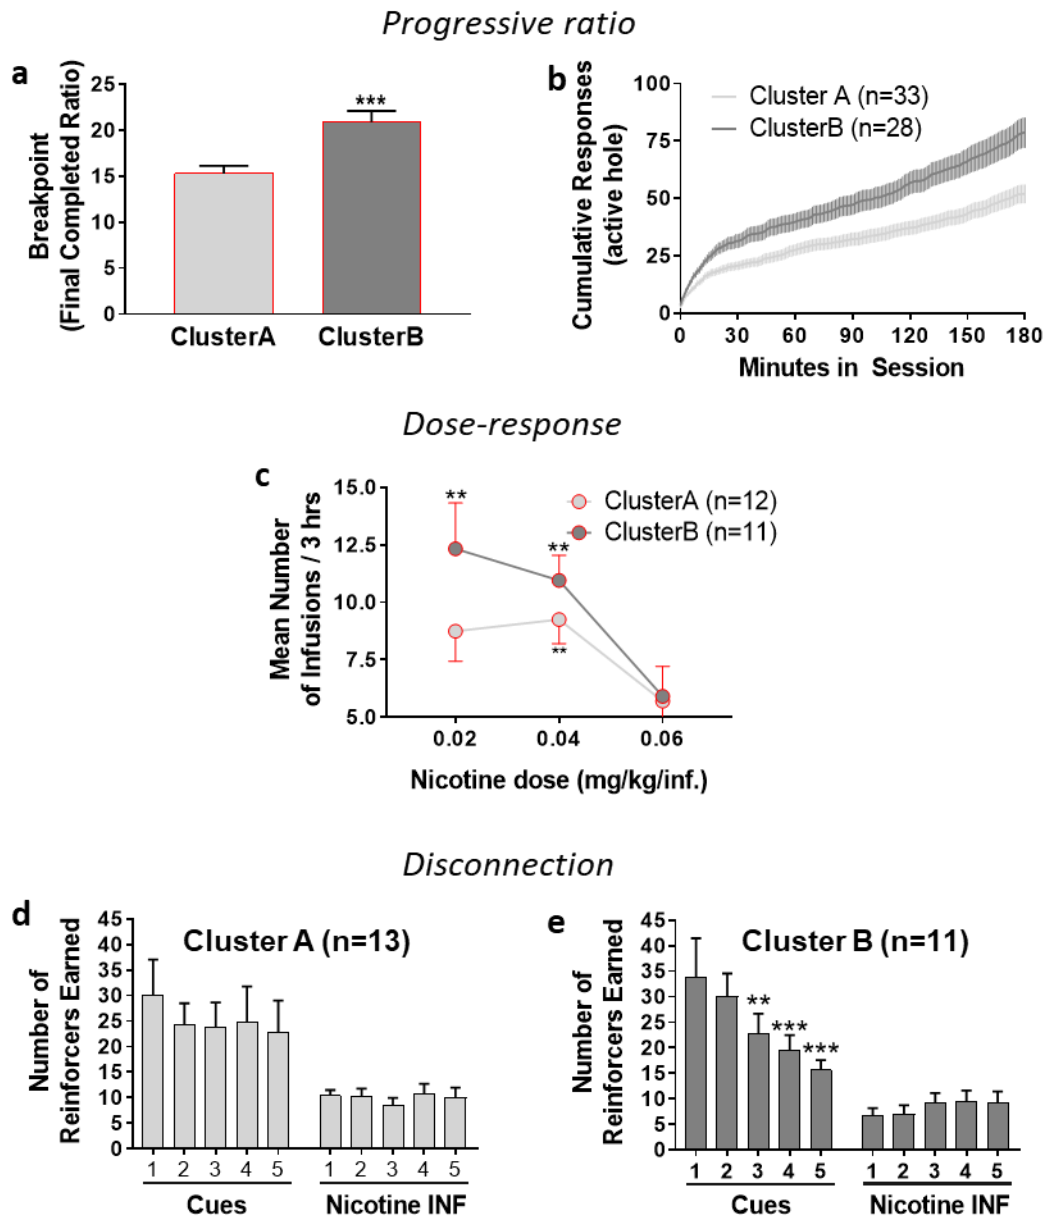 Progressive ratio
a
Breakpoint
(Final Completed Ratio)
25
20
15
10
5
0
***
ClusterA
ClusterB
b
Cumulative Responses
(active hole)
100
75
50
25
0
Cluster A (n=33)
ClusterB (n=28)
0 30 60 90 120 150 180
Minutes in Session
Dose-response
c
Mean Number
of Infusions / 3 hrs
15.0
12.5
10.0
7.5
5.0
**
**
**
ClusterA (n=12)
ClusterB (n=11)
0.02 0.04 0.06
Nicotine dose (mg/kg/inf.)
Disconnection
d
Number of
Reinforcers Earned
45
40
35
30
25
20
15
10
5
0
Cluster A (n=13)
1 2 3 4 5 1 2 3 4 5
Cues Nicotine INF
e
Number of
Reinforcers Earned
45
40
35
30
25
20
15
10
5
0
Cluster B (n=11)
**
***
***
1 2 3 4 5 1 2 3 4 5
Cues Nicotine INF